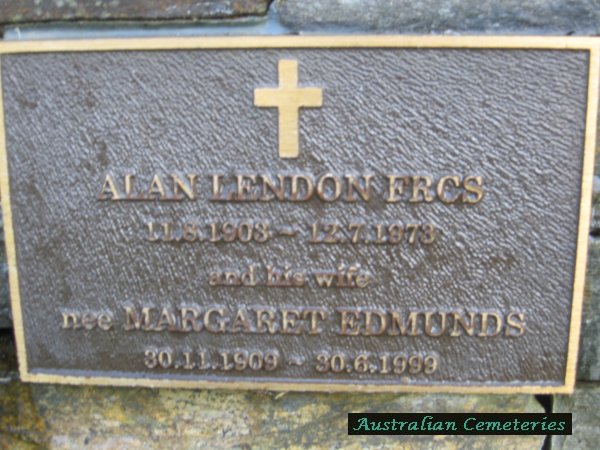 ALAN LENDON FRCS
11.8.1903 ~ 12.7.1973
and his wife
nee MARGARET EDMUNDS
30.11.1909 ~ 30.6.1999
Australian Cemeteries